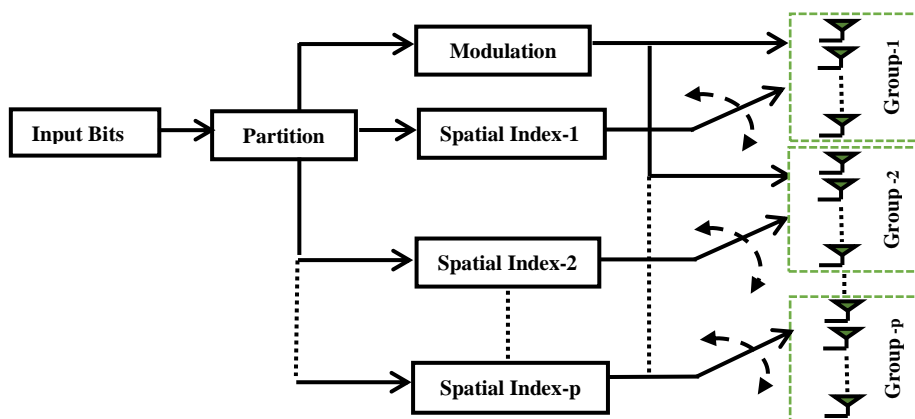 Modulation
Group-1
Input Bits
Partition
Spatial Index-1
Group -2
Spatial Index-2
Group -p
Spatial Index-p